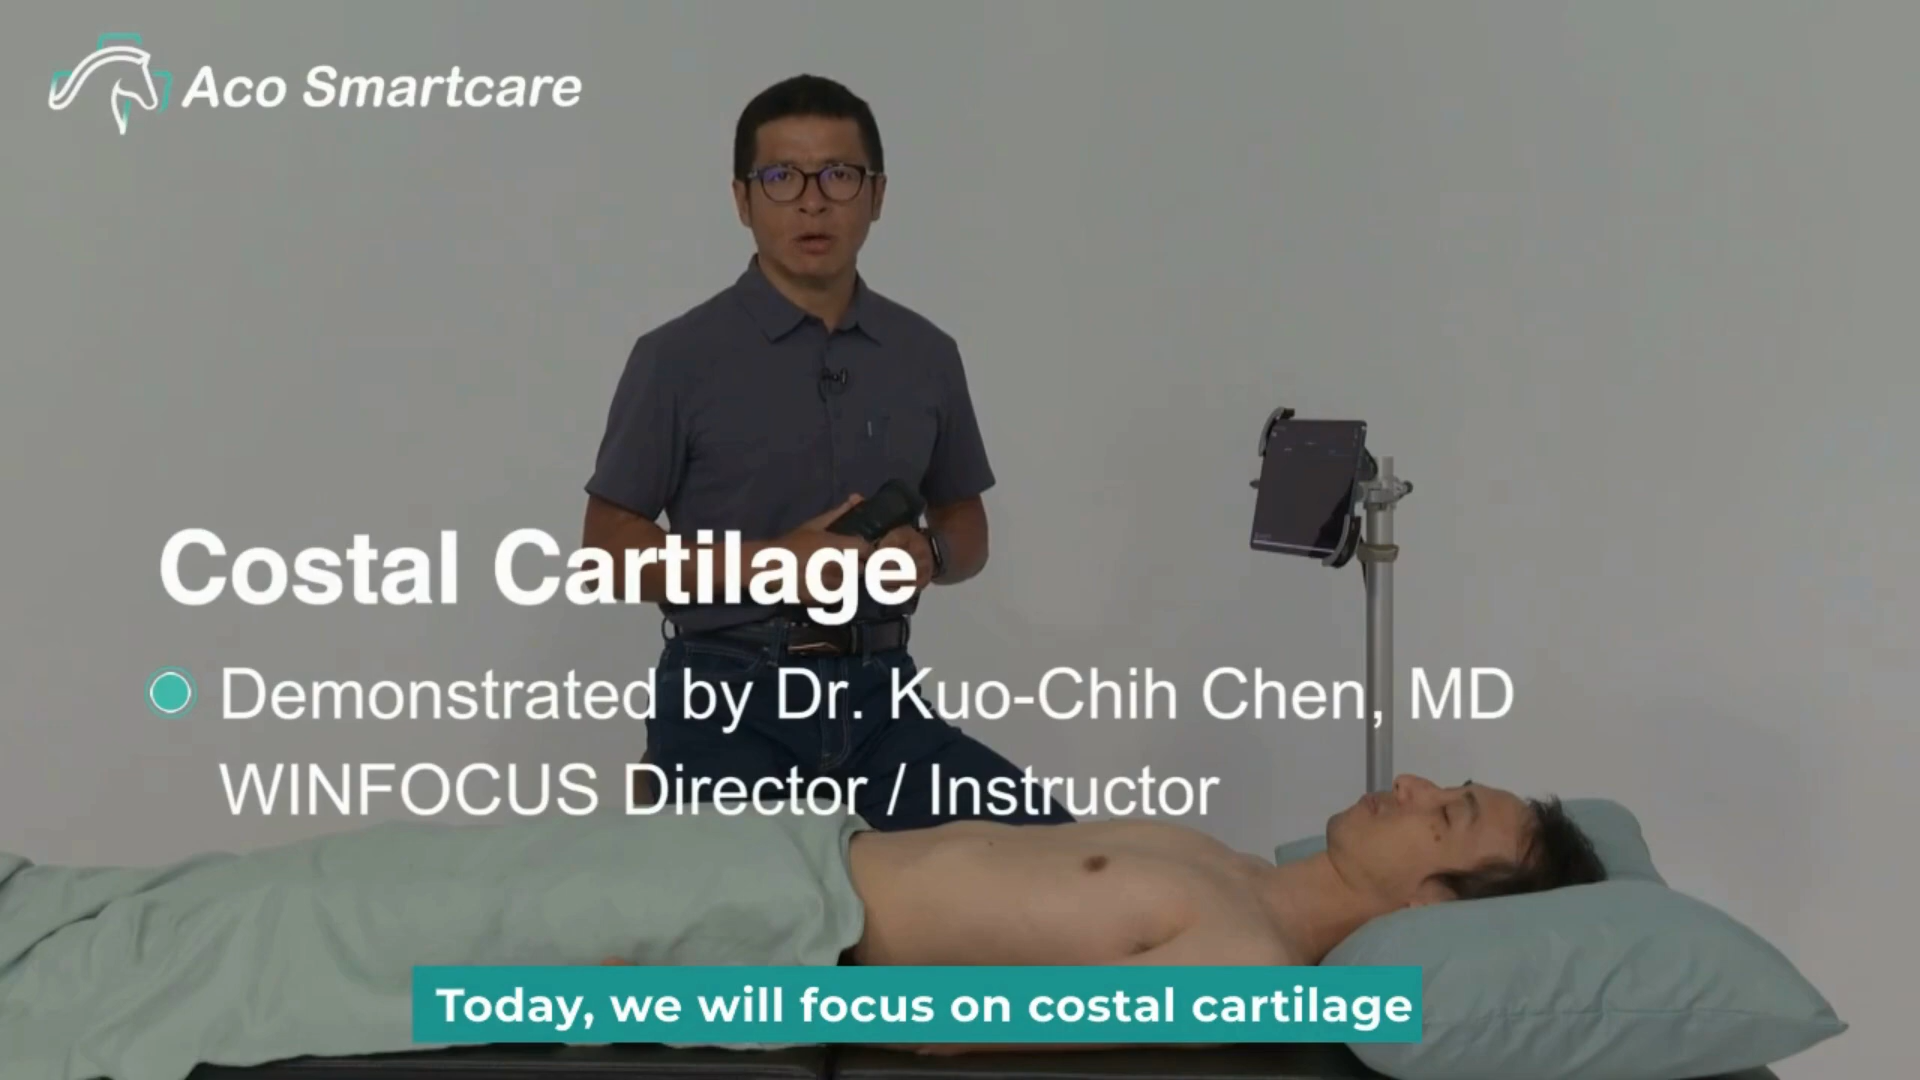 Aco Smartcare
Costal Cartilage
Demonstrated by Dr. Kuo-Chih Chen, MD
WINFOCUS Director / Instructor
Today, we will focus on costal cartilage